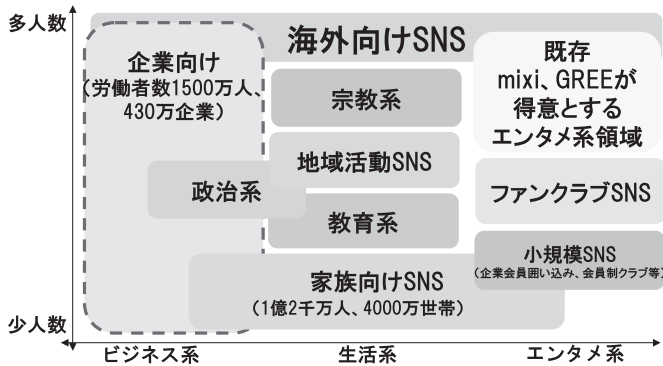 多人数
海外向けSNS
企業向け
(労働者数1500万人、
430万企業)
既存
mixi、GREEが
得意とする
エンタメ系領域
宗教系
地域活動SNS
政治系
ファンクラブSNS
教育系
小規模SNS
(企業会員囲い込み、会員制クラブ等)
家族向けSNS
(1億2千万人、4000万世帯)
少人数
ビジネス系
生活系
エンタメ系